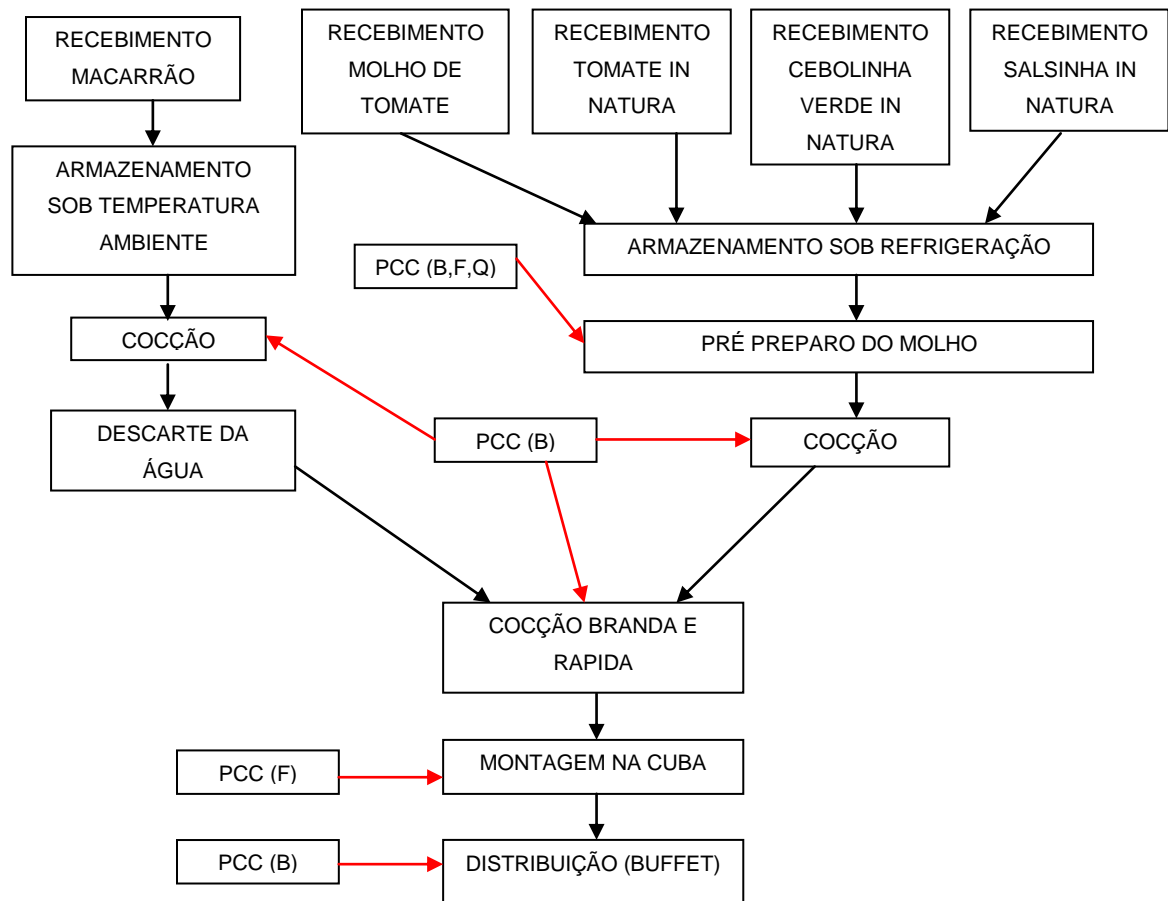 RECEBIMENTO
MACARRÃO
RECEBIMENTO
MOLHO DE
TOMATE
RECEBIMENTO
TOMATE IN
NATURA
RECEBIMENTO
CEBOLINHA
VERDE IN
NATURA
RECEBIMENTO
SALSINHA IN
NATURA
ARMAZENAMENTO
SOB TEMPERATURA
AMBIENTE
ARMAZENAMENTO SOB REFRIGERAÇÃO
PCC (B,F,Q)
COCÇÃO
PRÉ PREPARO DO MOLHO
DESCARTE DA
ÁGUA
PCC (B)
COCÇÃO
COCÇÃO BRANDA E
RAPIDA
PCC (F)
MONTAGEM NA CUBA
PCC (B)
DISTRIBUIÇÃO (BUFFET)